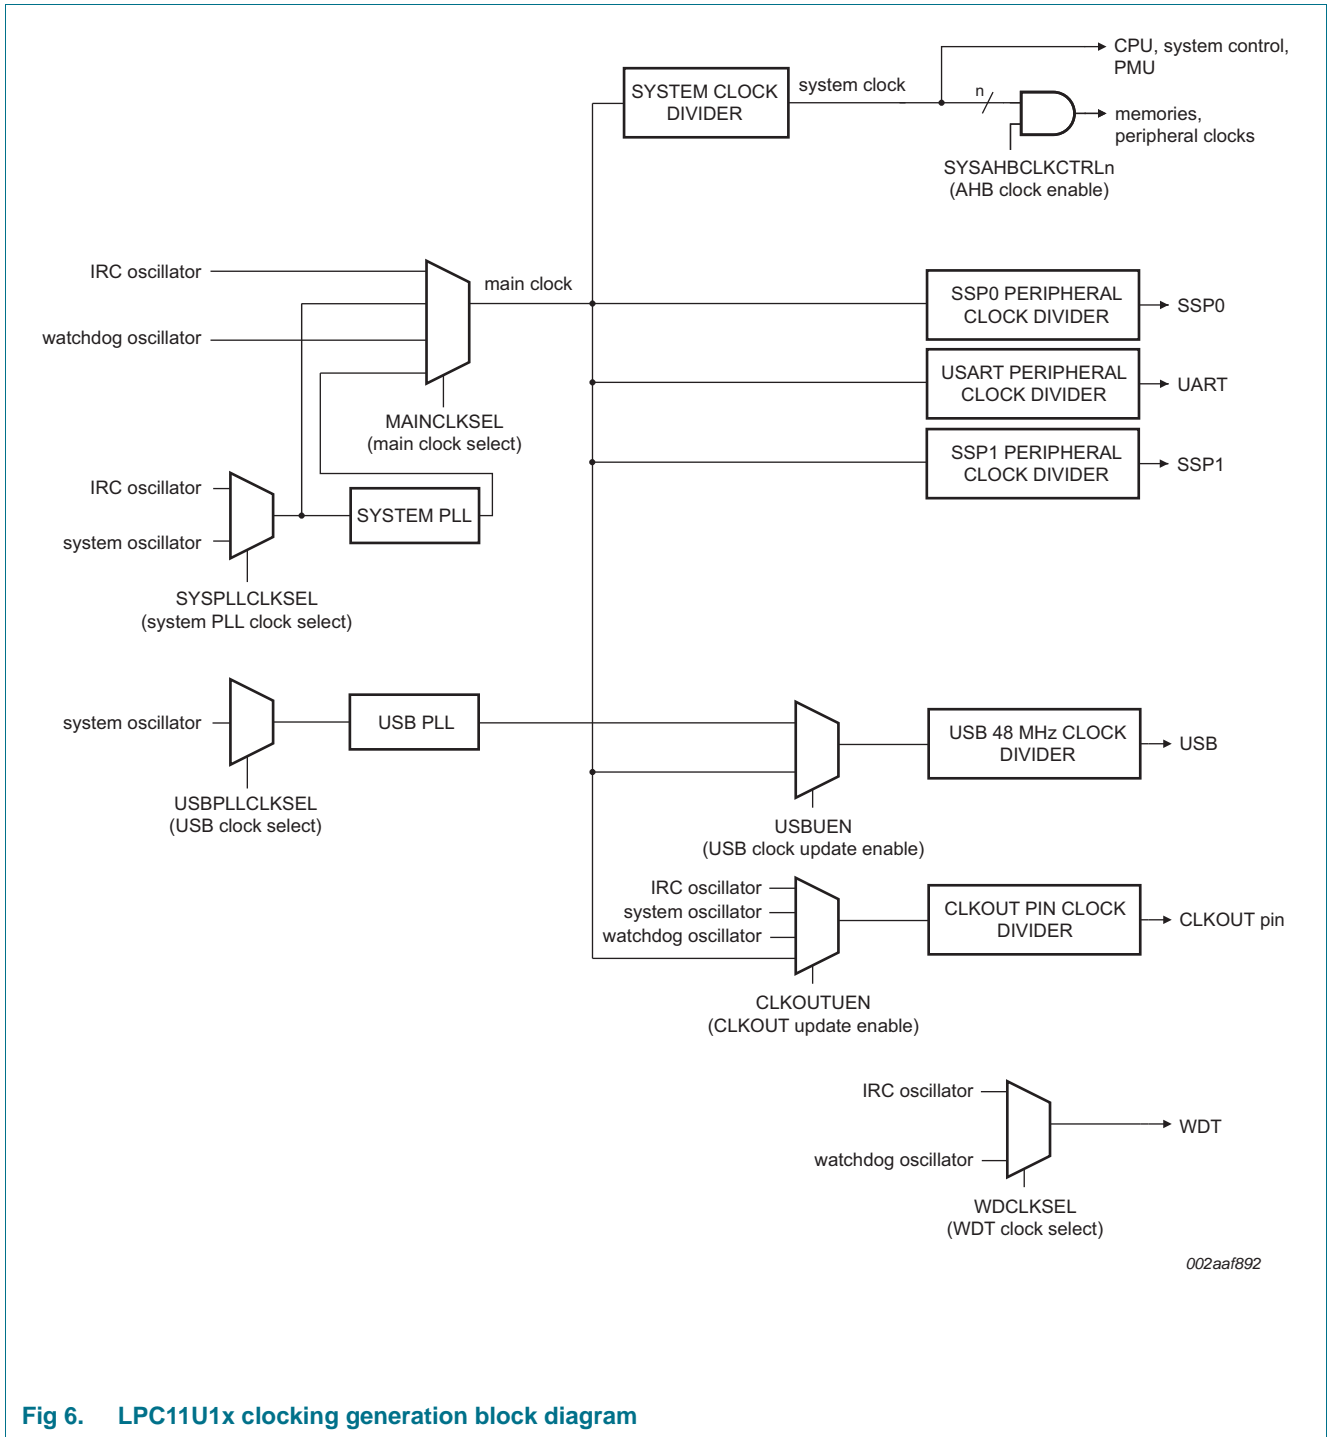 CPU, system control,
PMU
SYSTEM CLOCK
DIVIDER
system clock
n
memories,
peripheral clocks
SYSAHBCLKCTRLn
(AHB clock enable)
IRC oscillator
main clock
watchdog oscillator
MAINCLKSEL
(main clock select)
SSP0 PERIPHERAL
CLOCK DIVIDER
SSP0
USART PERIPHERAL
CLOCK DIVIDER
UART
SSP1 PERIPHERAL
CLOCK DIVIDER
SSP1
IRC oscillator
system oscillator
SYSTEM PLL
SYSPLLCLKSEL
(system PLL clock select)
system oscillator
USB PLL
USBPLLCLKSEL
(USB clock select)
USB 48 MHz CLOCK
DIVIDER
USB
USBUEN
(USB clock update enable)
IRC oscillator
system oscillator
watchdog oscillator
CLKOUT PIN CLOCK
DIVIDER
CLKOUT pin
CLKOUTUEN
(CLKOUT update enable)
IRC oscillator
watchdog oscillator
WDT
WDCLKSEL
(WDT clock select)
002aaf892
Fig 6. LPC11U1x clocking generation block diagram